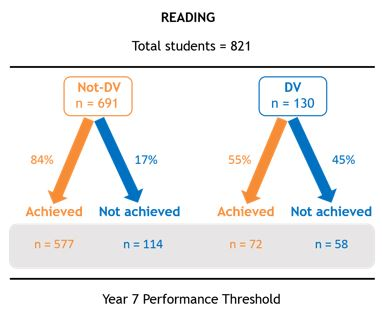 READING
Total students = 821
Not-DV
n = 691
DV
n = 130
84%
17%
55%
45%
Achieved
Not achieved
Achieved
Not achieved
n = 577
n = 114
n = 72
n = 58
Year 7 Performance Threshold